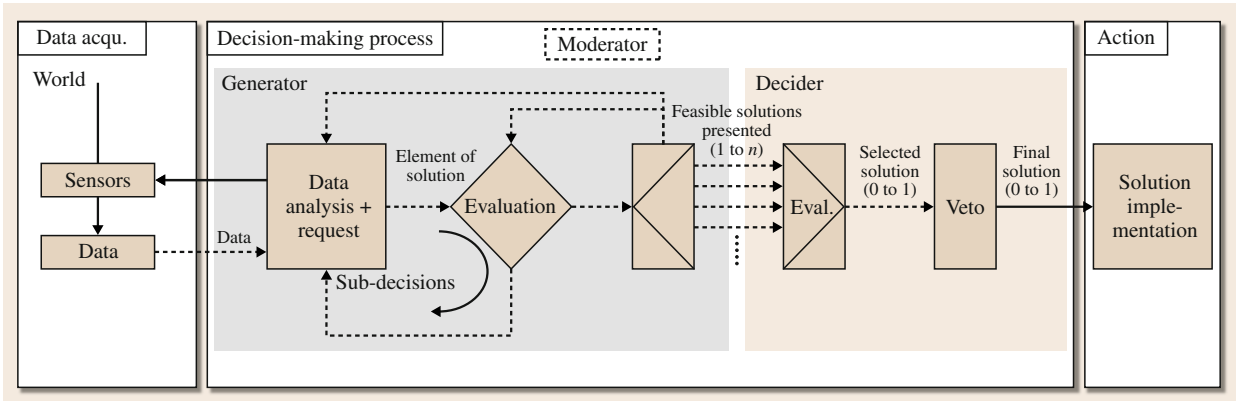 Data acqu.
World
Sensors
Data
Data
Decision-making process
Moderator
Generator
Data
analysis +
request
Element of
solution
Evaluation
Sub-decisions
Feasible solutions
presented
(1 to n)
Decider
Eval.
Selected
solution
(0 to 1)
Veto
Final
solution
(0 to 1)
Action
Solution
imple-
mentation